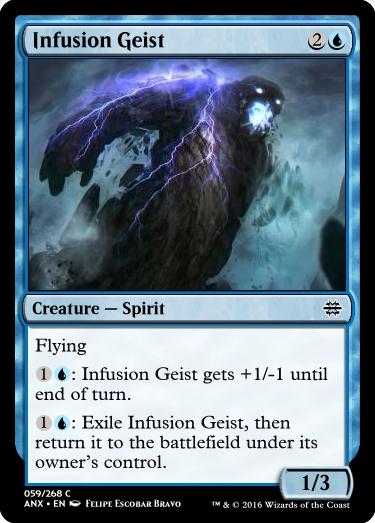 Infusion Geist 2
Creature — Spirit
Flying
1 : Infusion Geist gets +1/-1 until
end of turn.
1 : Exile Infusion Geist, then
return it to the battlefield under its
owner's control.
1/3
059/268 C
ANX • EN Felipe Escobar Bravo
™ & © 2016 Wizards of the Coast